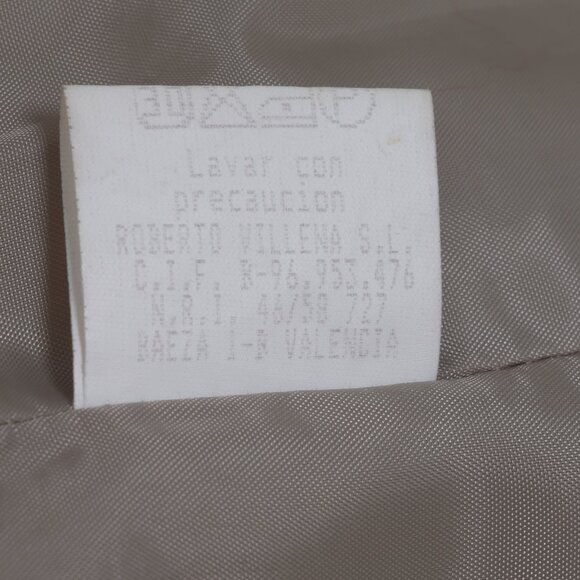 Lavar con
precaucion
ROBERTO VILLENA S.L.
C.I.F. B-96.953.476
N.R.I. 46/58 727
BAEZA 1-B VALENCIA